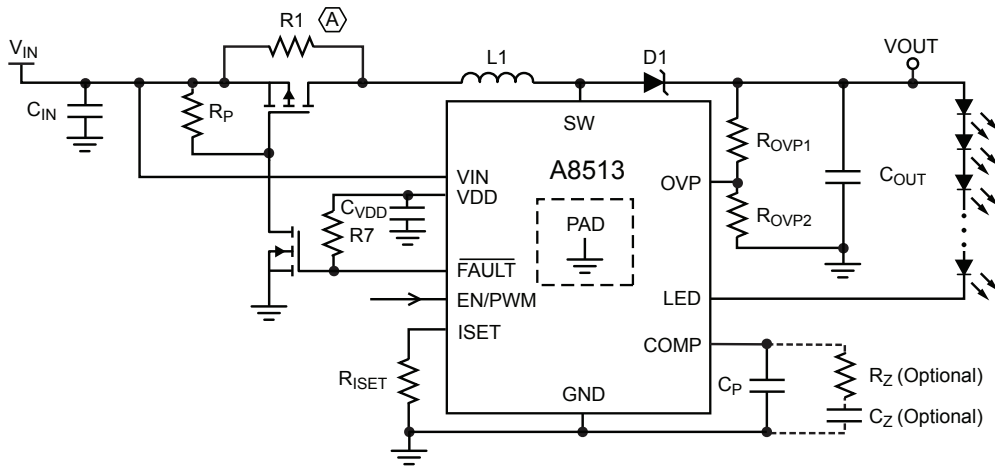 R1 A
VIN
L1
D1
VOUT
CIN
RP
SW
A8513
ROVP1
OVP
COUT
VIN
VDD
CVDD
R7
PAD
ROVP2
FAULT
EN/PWM
LED
ISET
COMP
RISET
CP
RZ (Optional)
GND
CZ (Optional)